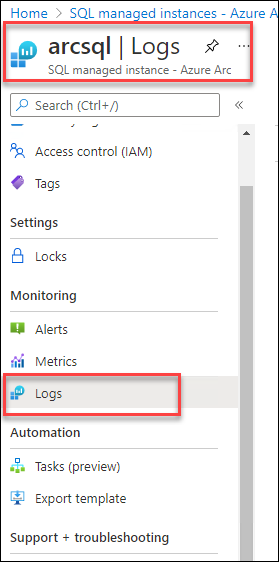 Home > SQL managed instances - Azure A
arcsql | Logs
SQL managed instance - Azure Arc
Search (Ctrl+/)
Access control (IAM)
Tags
Settings
Locks
Monitoring
Alerts
Metrics
Logs
Automation
Tasks (preview)
Export template
Support + troubleshooting